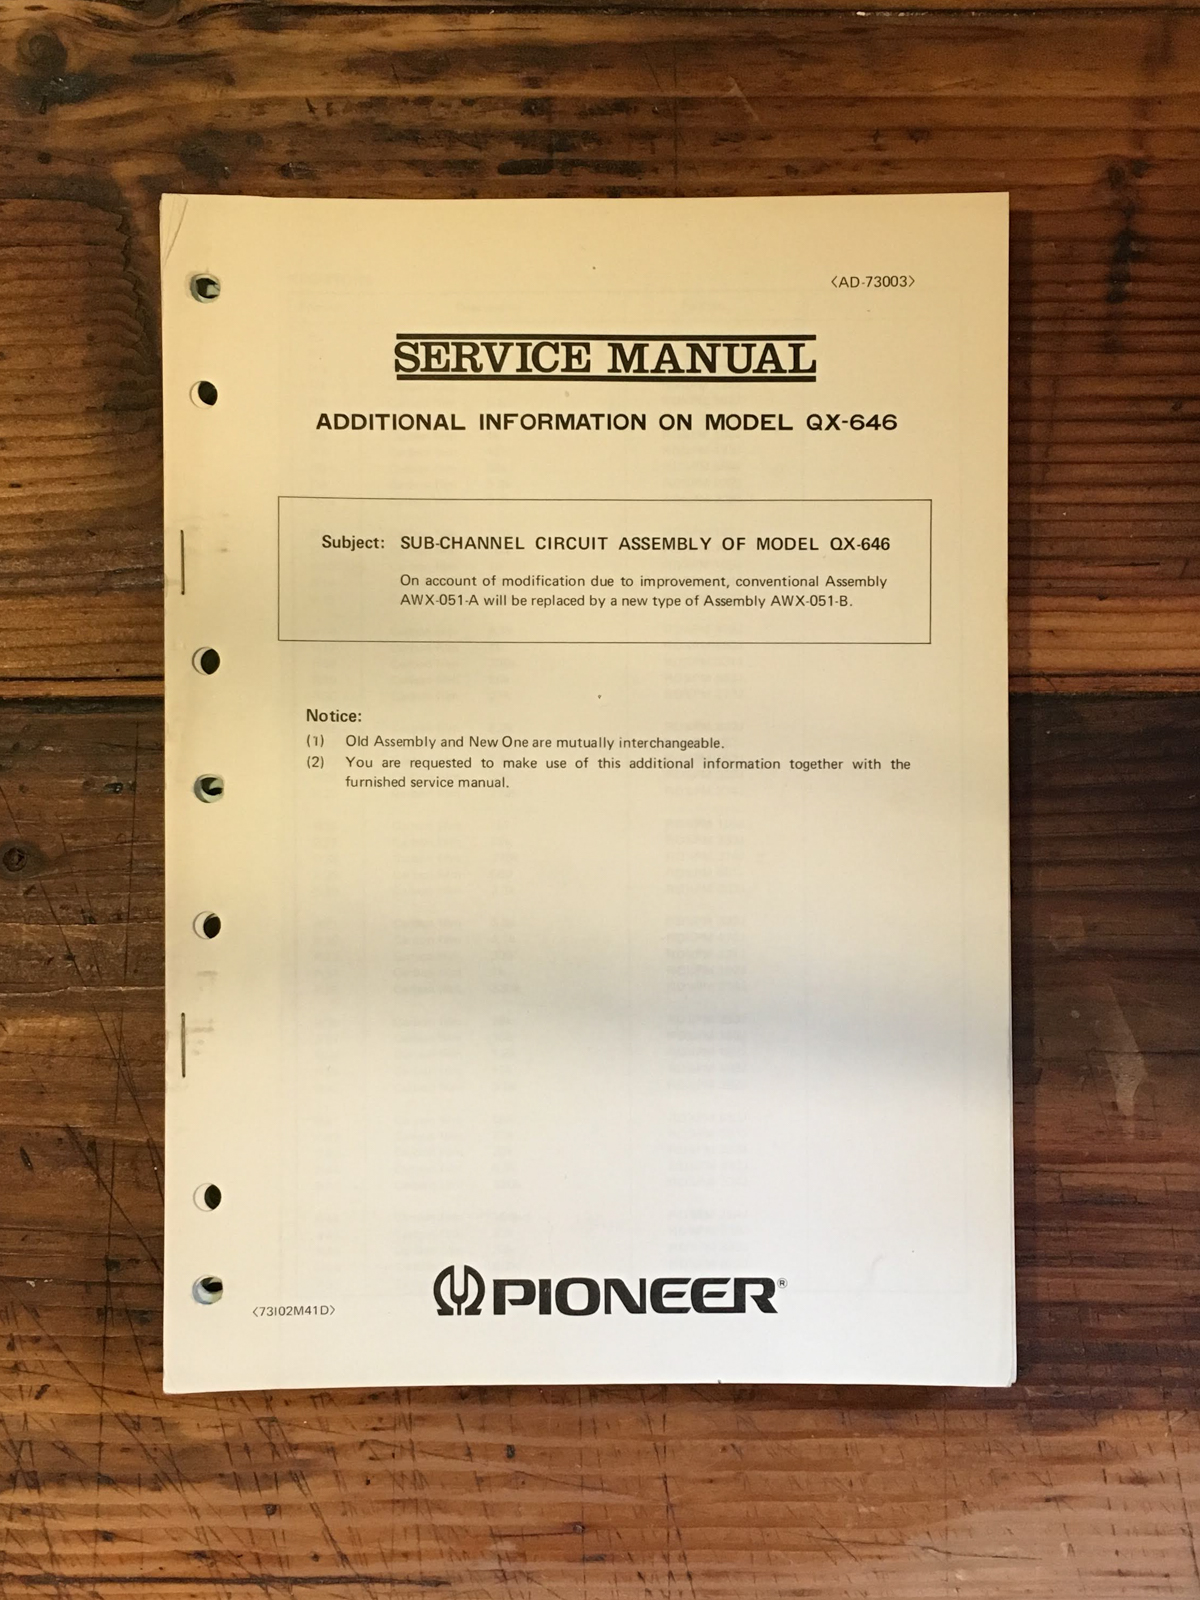 〈AD-73003〉
SERVICE MANUAL
ADDITIONAL INFORMATION ON MODEL QX-646
Subject: SUB-CHANNEL CIRCUIT ASSEMBLY OF MODEL QX-646
On account of modification due to improvement, conventional Assembly
AWX-051-A will be replaced by a new type of Assembly AWX-051-B.
Notice:
(1) Old Assembly and New One are mutually interchangeable.
(2) You are requested to make use of this additional information together with the
furnished service manual.
PIONEER®
〈73I02M41D〉